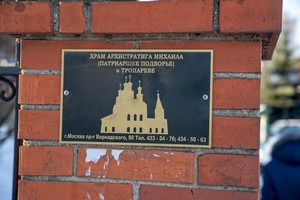 ХРАМ АРХИСТРАТИГА МИХАИЛА
(ПАТРИАРШЕЕ ПОДВОРЬЕ)
в ТРОПАРЕВЕ
г.Москва пр-т Вернадского, 90 Тел. 433 - 24 - 76; 434 - 50 - 63